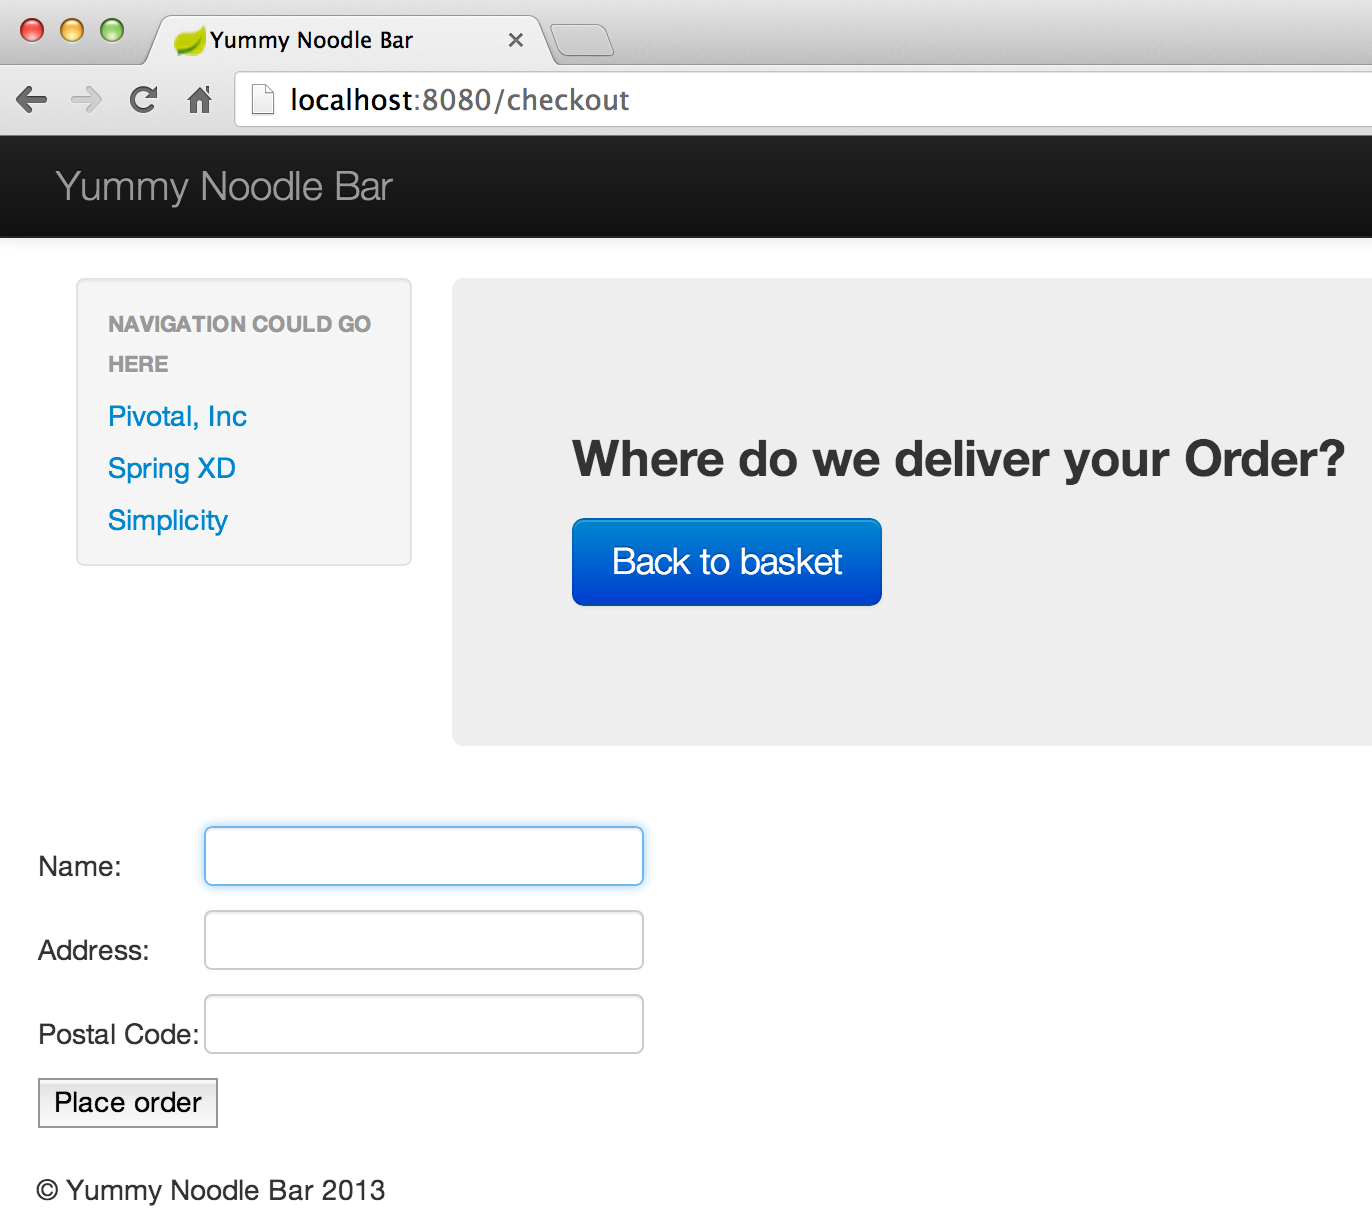 Yummy Noodle Bar
localhost:8080/checkout
Yummy Noodle Bar
NAVIGATION COULD GO
HERE
Pivotal, Inc
Spring XD
Simplicity
Where do we deliver your Order?
Back to basket
Name:
Address:
Postal Code:
Place order
© Yummy Noodle Bar 2013